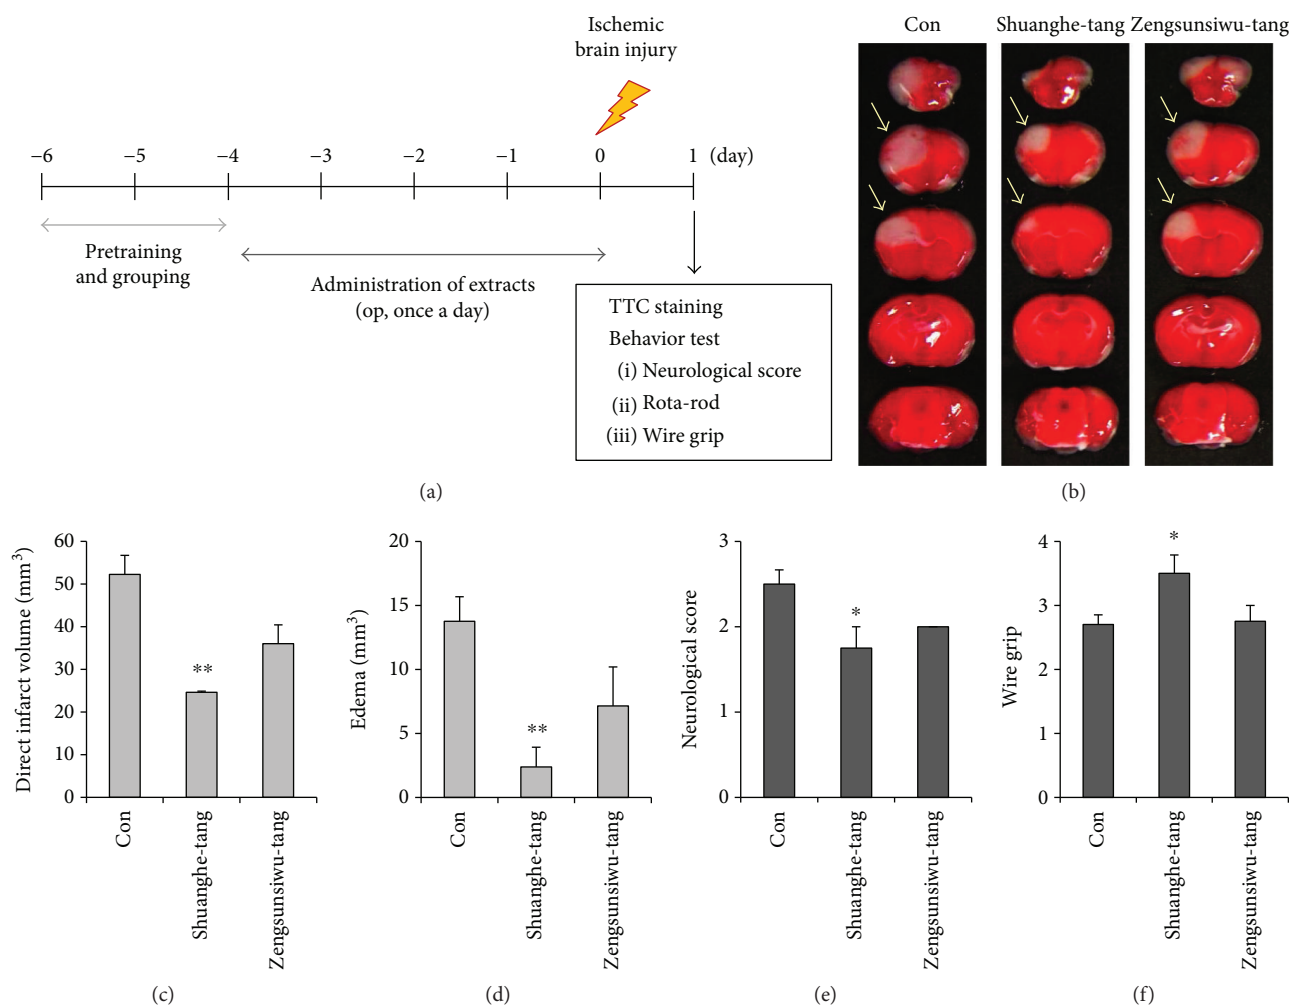 Ischemic
brain injury
−6 −5 −4 −3 −2 −1 0 1 (day)
Pretraining
and grouping
Administration of extracts
(op, once a day)
TTC staining
Behavior test
(i) Neurological score
(ii) Rota-rod
(iii) Wire grip
(a)
Con Shuanghe-tang Zengsunsiwu-tang
(b)
Direct infarct volume (mm³)
60
50
40
30
20
10
0
**
Con
Shuanghe-tang
Zengsunsiwu-tang
(c)
Edema (mm³)
20
15
10
5
0
**
Con
Shuanghe-tang
Zengsunsiwu-tang
(d)
Neurological score
3
2
1
0
*
Con
Shuanghe-tang
Zengsunsiwu-tang
(e)
Wire grip
4
3
2
1
0
*
Con
Shuanghe-tang
Zengsunsiwu-tang
(f)